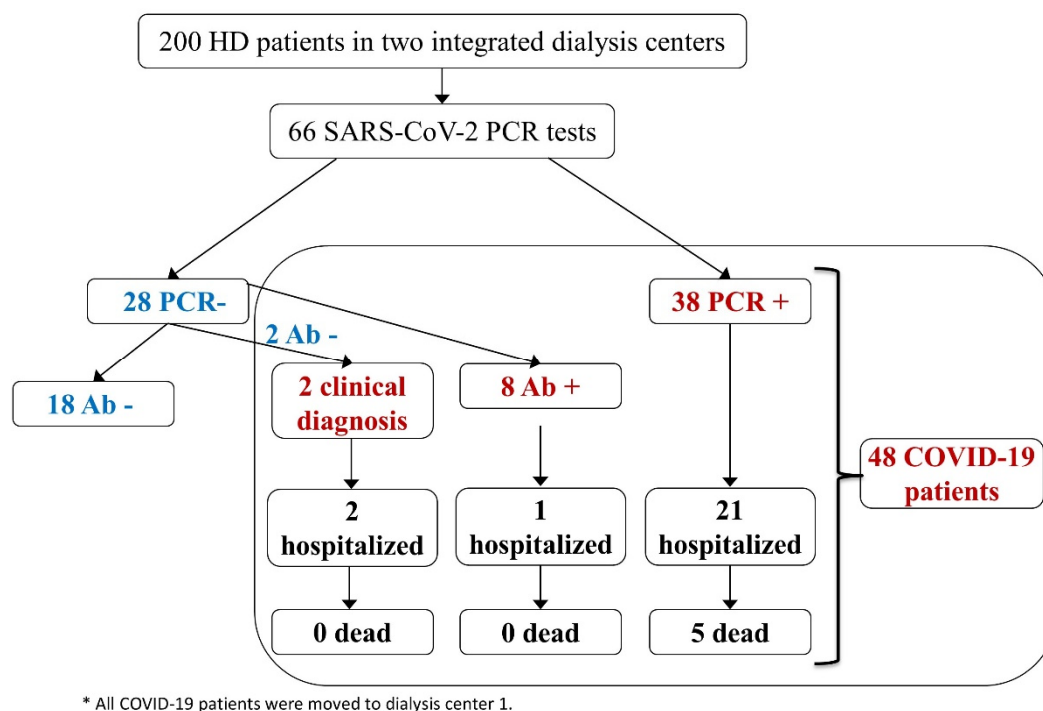 200 HD patients in two integrated dialysis centers
66 SARS-CoV-2 PCR tests
28 PCR-
38 PCR +
2 Ab -
18 Ab -
2 clinical
diagnosis
8 Ab +
48 COVID-19
patients
2
hospitalized
1
hospitalized
21
hospitalized
0 dead
0 dead
5 dead
* All COVID-19 patients were moved to dialysis center 1.